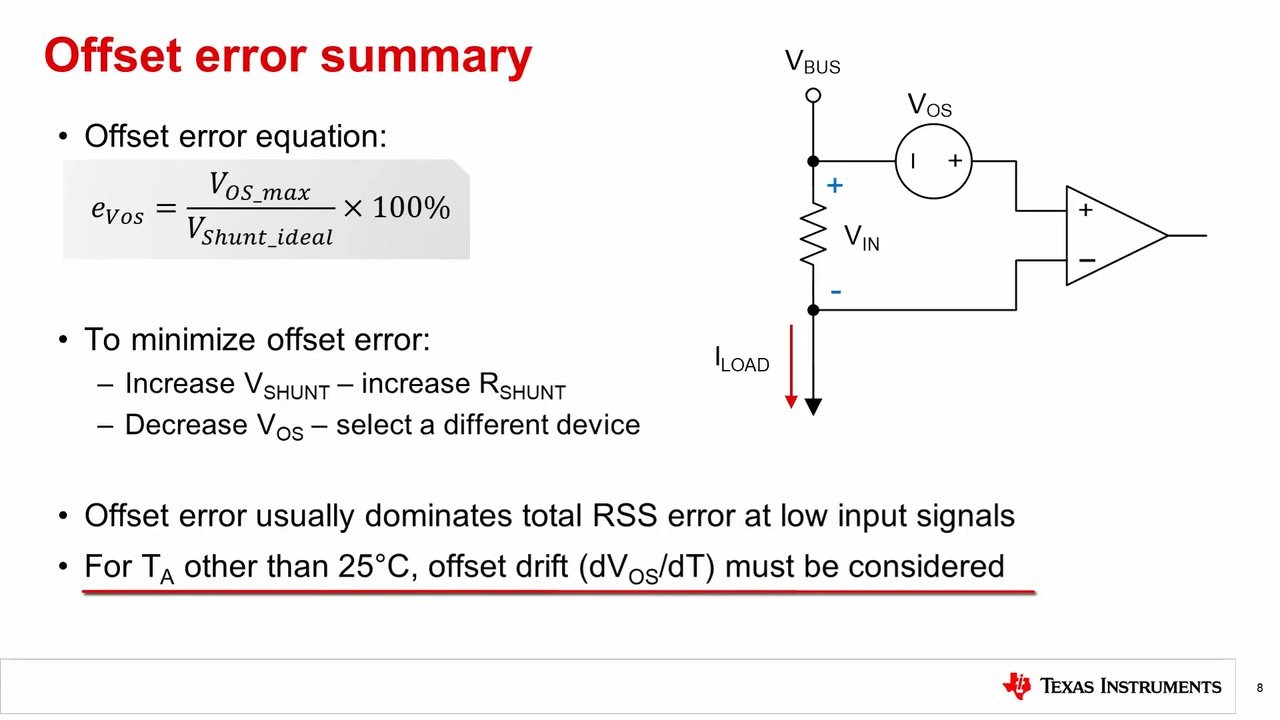 Offset error summary
• Offset error equation:
e_Vos = V_OS_max / V_Shunt_ideal × 100%
• To minimize offset error:
– Increase V_SHUNT – increase R_SHUNT
– Decrease V_OS – select a different device
• Offset error usually dominates total RSS error at low input signals
• For T_A other than 25°C, offset drift (dV_OS/dT) must be considered
V_BUS
V_OS
+
+
+
V_IN
−
-
I_LOAD
Texas Instruments
8